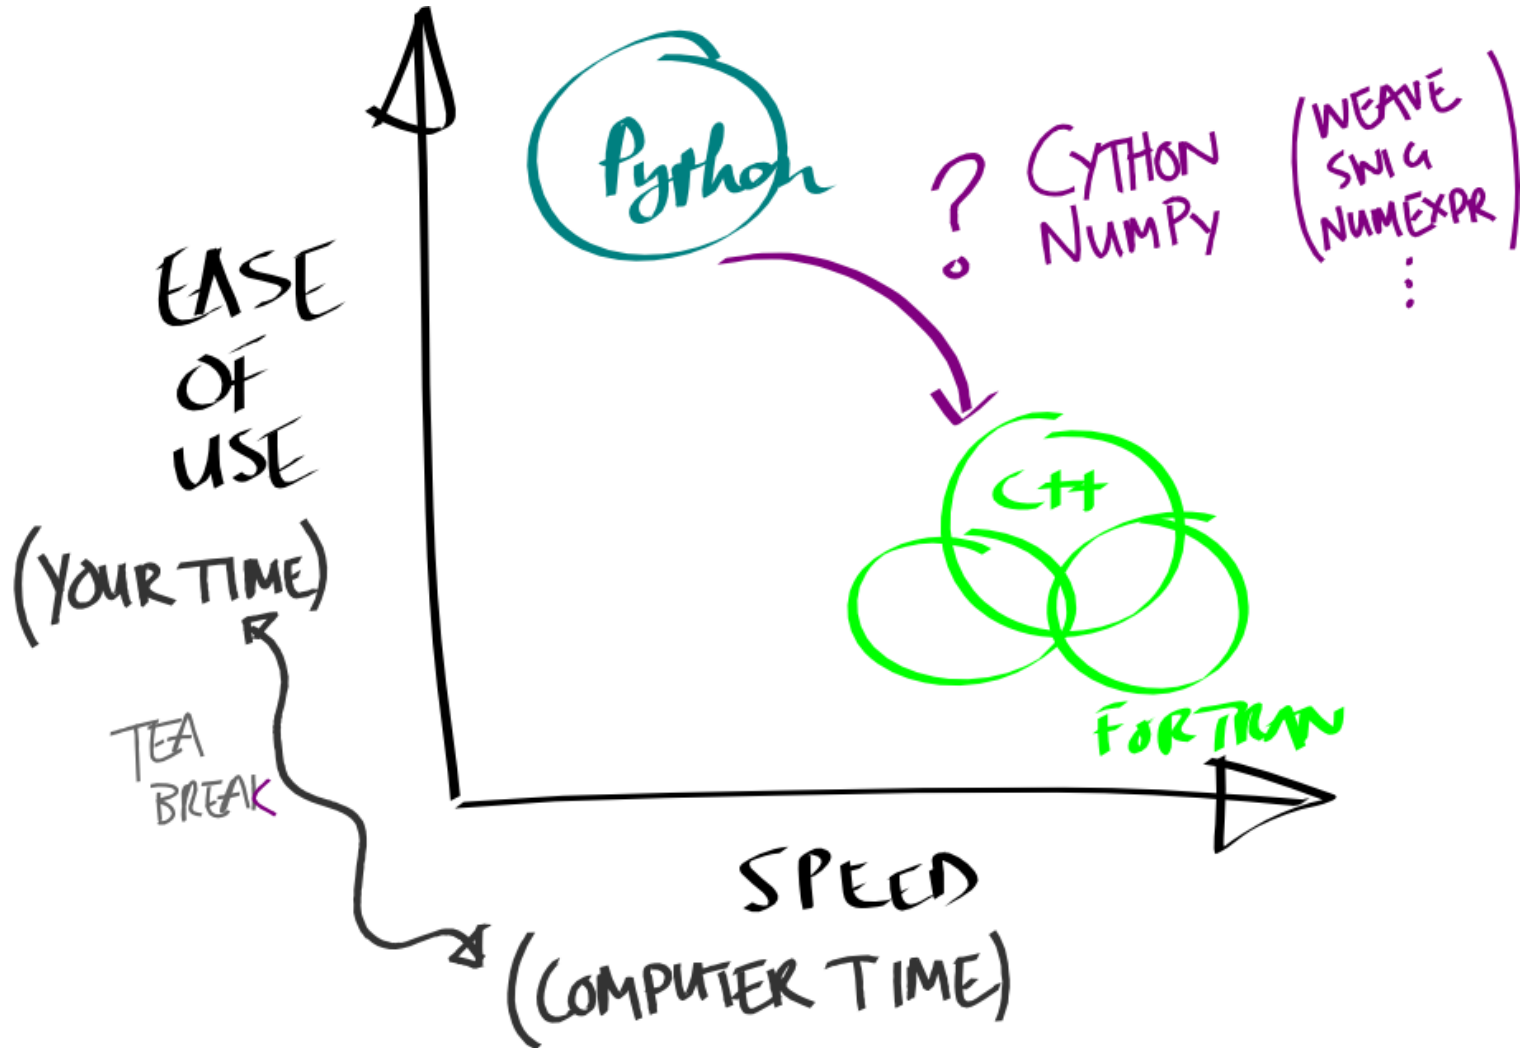 Python
?
CYTHON
NUMPY
(WEAVE
SWIG
NUMEXPR)
⋮
EASE
OF
USE
(YOUR TIME)
C++
FORTRAN
TEA
BREAK
SPEED
(COMPUTER TIME)